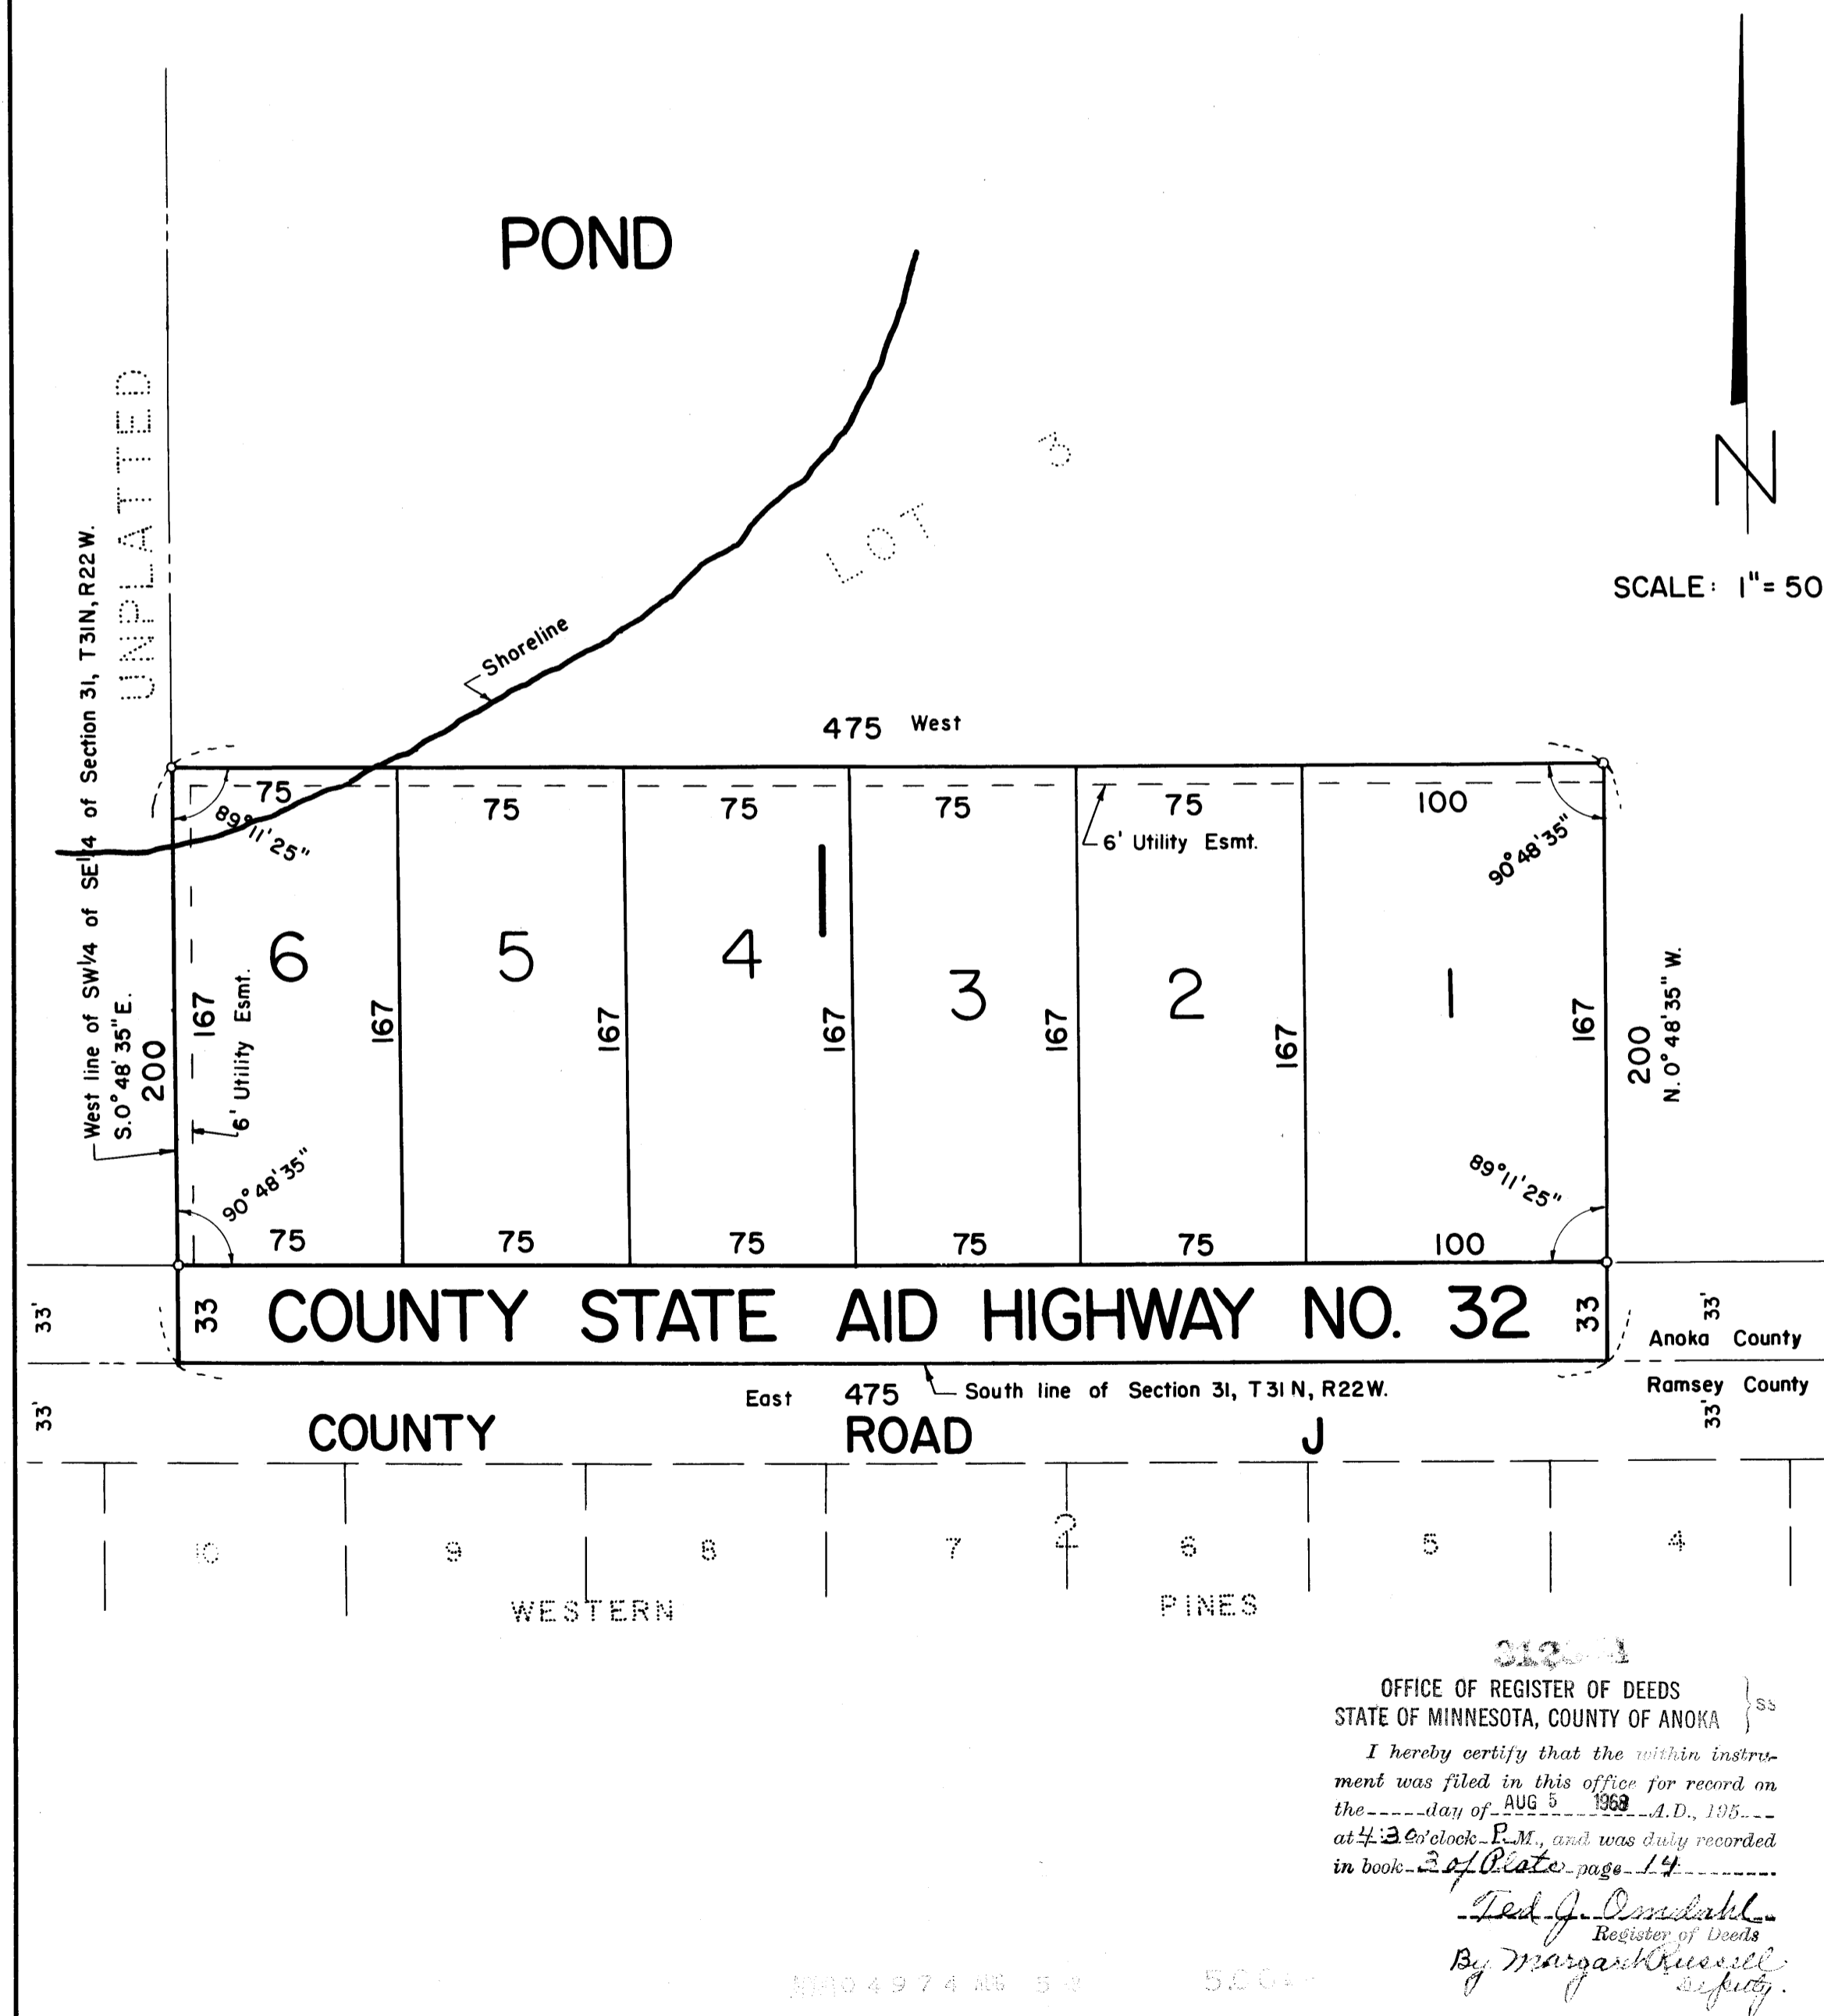 POND
UNPLATTED
LOT 3
N
SCALE: 1"= 50
Shoreline
West line of SW1/4 of SE1/4 of Section 31, T31N, R22W.
S.0° 48' 35" E.
200
475 West
75 75 75 75 75 100
89° 11' 25"
90° 48' 35"
6' Utility Esmt.
6 5 4 1 3 2 1
167 167 167 167 167 167 167
6' Utility Esmt.
200
N. 0° 48' 35" W.
90° 48' 35"
89° 11' 25"
75 75 75 75 75 100
33' 33 COUNTY STATE AID HIGHWAY NO. 32 33 33'
Anoka County
East 475 South line of Section 31, T31N, R22W.
Ramsey County
33' COUNTY ROAD J 33'
10 9 8 7 2 6 5 4
WESTERN PINES
OFFICE OF REGISTER OF DEEDS
STATE OF MINNESOTA, COUNTY OF ANOKA } SS
I hereby certify that the within instru-
ment was filed in this office for record on
the-----day of AUG 5 1968 A.D., 195---
at 4:30 o'clock P.M., and was duly recorded
in book 3 of Plats page 14
Ted J. Omdahl
Register of Deeds
By Margaret Russell
Deputy.